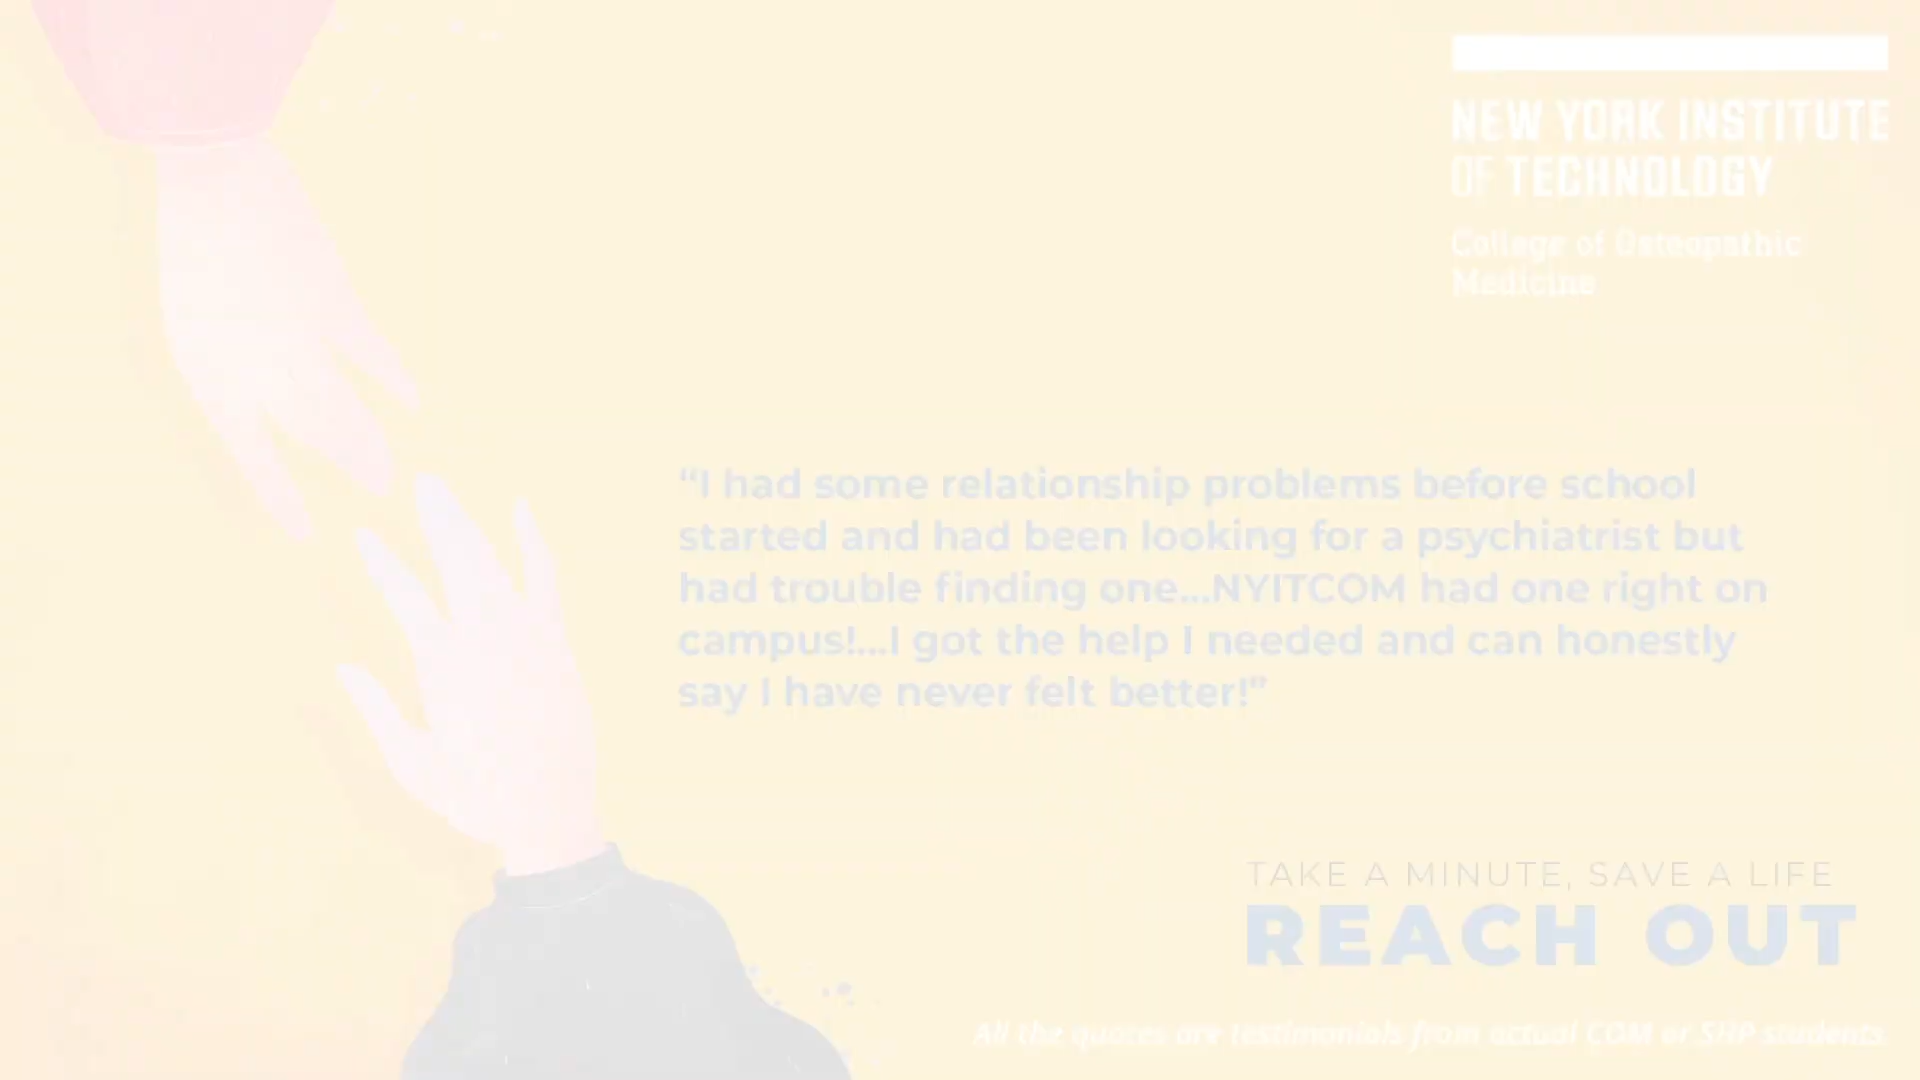 NEW YORK INSTITUTE
OF TECHNOLOGY
College of Osteopathic
Medicine
“I had some relationship problems before school
started and had been looking for a psychiatrist but
had trouble finding one...NYITCOM had one right on
campus!...I got the help I needed and can honestly
say I have never felt better!”
TAKE A MINUTE, SAVE A LIFE
REACH OUT
All the quotes are testimonials from actual COM or SHP students